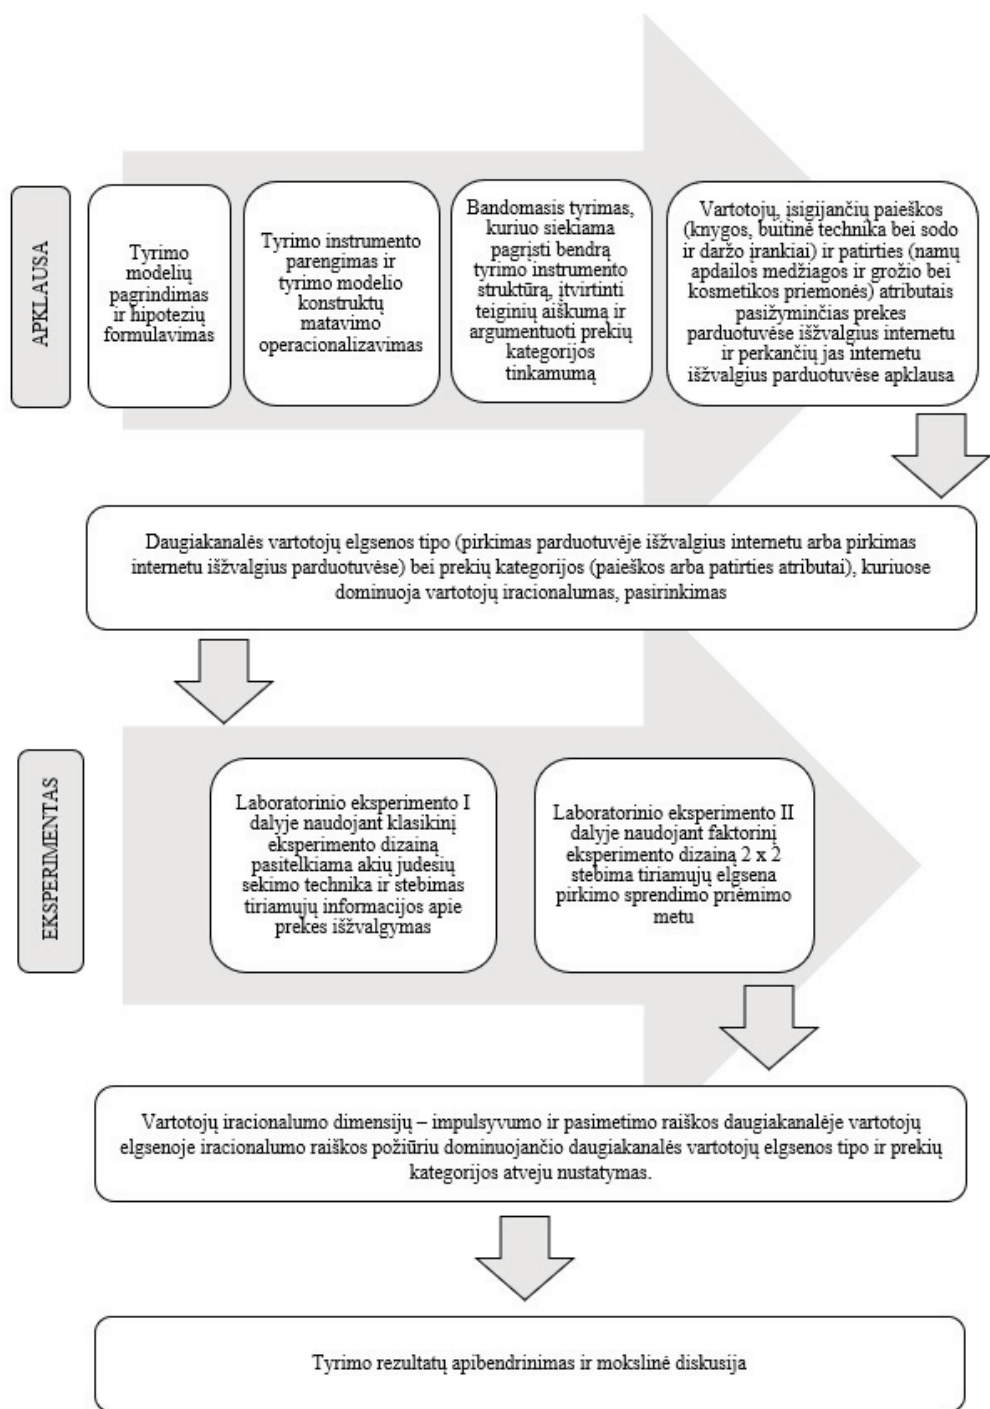 APKLAUSA
Tyrimo
modelių
pagrindimas
ir hipotezių
formulavimas
Tyrimo instrumento
parengimas ir
tyrimo modelio
konstruktų
matavimo
operacionalizavimas
Bandomasis tyrimas,
kuriuo siekiama
pagrįsti bendrą
tyrimo instrumento
struktūrą, įtvirtinti
teiginių aiškumą ir
argumentuoti prekių
kategorijos
tinkamumą
Vartotojų, įsigijančių paieškos
(knygos, buitinė technika bei sodo
ir daržo įrankiai) ir patirties (namų
apdailos medžiagos ir grožio bei
kosmetikos priemonės) atributais
pasižyminčias prekes
parduotuvėse išžvalgius internetu
ir perkančių jas internetu
išžvalgius parduotuvėse apklausa
Daugiakanalės vartotojų elgsenos tipo (pirkimas parduotuvėje išžvalgius internetu arba pirkimas
internetu išžvalgius parduotuvėse) bei prekių kategorijos (paieškos arba patirties atributai), kuriuose
dominuoja vartotojų iracionalumas, pasirinkimas
EKSPERIMENTAS
Laboratorinio eksperimento I
dalyje naudojant klasikinį
eksperimento dizainą
pasitelkiama akių judesių
sekimo technika ir stebimas
tiriamųjų informacijos apie
prekes išžvalgymas
Laboratorinio eksperimento II
dalyje naudojant faktorinį
eksperimento dizainą 2 x 2
stebima tiriamųjų elgsena
pirkimo sprendimo priėmimo
metu
Vartotojų iracionalumo dimensijų – impulsyvumo ir pasimetimo raiškos daugiakanalėje vartotojų
elgsenoje iracionalumo raiškos požiūriu dominuojančio daugiakanalės vartotojų elgsenos tipo ir prekių
kategorijos atveju nustatymas.
Tyrimo rezultatų apibendrinimas ir mokslinė diskusija